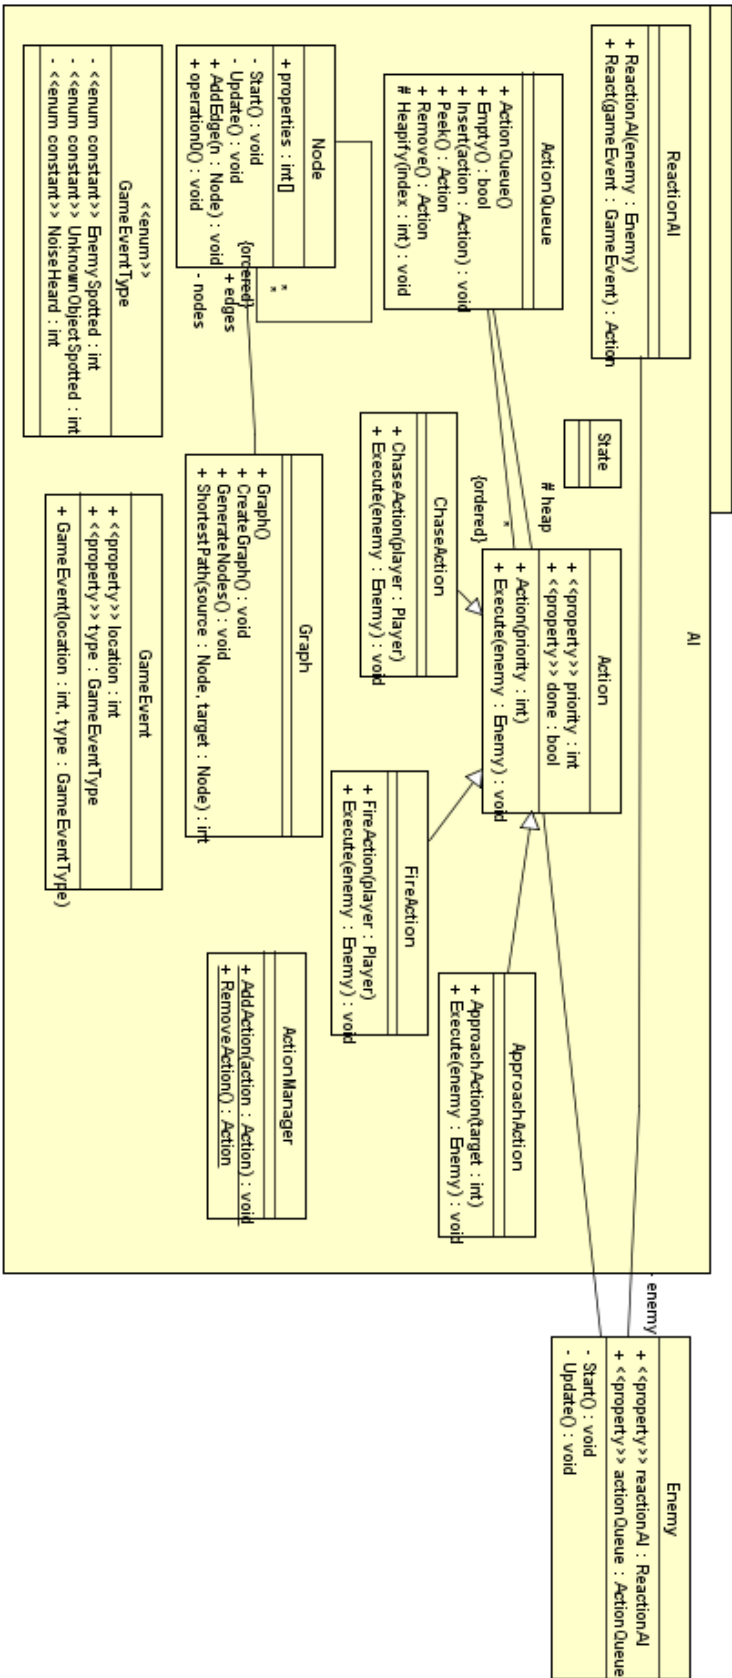 AI
ReactionAI
+ ReactionAI(enemy : Enemy)
+ React(gameEvent : GameEvent) : Action
State
Action
+ <<property>> priority : int
+ <<property>> done : bool
+ Action(priority : int)
+ Execute(enemy : Enemy) : void
# heap
*
{ordered}
ActionQueue
+ ActionQueue()
+ Empty() : bool
+ Insert(action : Action) : void
+ Peek() : Action
+ Remove() : Action
# Heapify(index : int) : void
ChaseAction
+ ChaseAction(player : Player)
+ Execute(enemy : Enemy) : void
FireAction
+ FireAction(player : Player)
+ Execute(enemy : Enemy) : void
ApproachAction
+ ApproachAction(target : int)
+ Execute(enemy : Enemy) : void
Node
+ properties : int[]
- Start() : void
- Update() : void
+ AddEdge(n : Node) : void
+ operation0() : void
*
*
{ordered}
+ edges
- nodes
Graph
+ Graph()
+ CreateGraph() : void
+ GenerateNodes() : void
+ ShortestPath(source : Node, target : Node) : int
ActionManager
+ AddAction(action : Action) : void
+ RemoveAction() : Action
<<enum>>
GameEventType
- <<enum constant>> EnemySpotted : int
- <<enum constant>> UnknownObjectSpotted : int
- <<enum constant>> NoiseHeard : int
GameEvent
+ <<property>> location : int
+ <<property>> type : GameEventType
+ GameEvent(location : int, type : GameEventType)
- enemy
Enemy
+ <<property>> reactionAI : ReactionAI
+ <<property>> actionQueue : ActionQueue
- Start() : void
- Update() : void